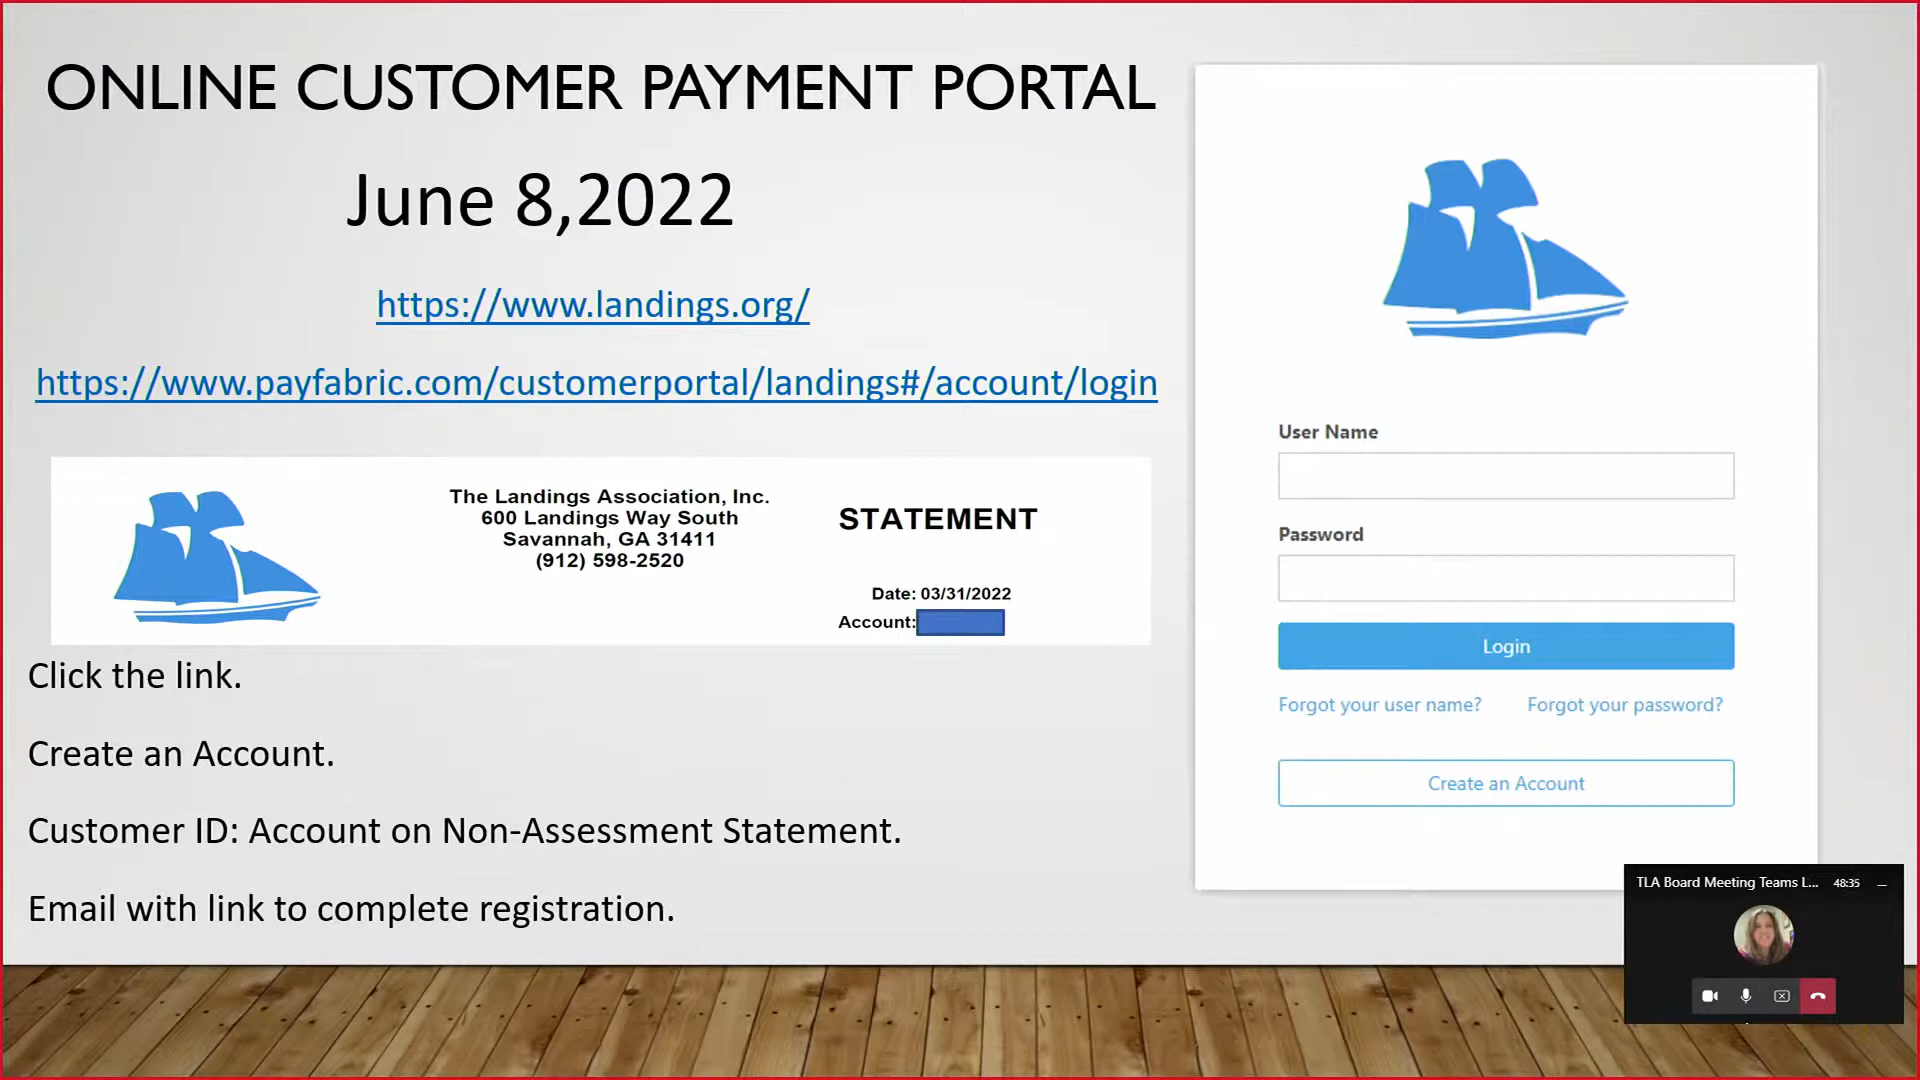 ONLINE CUSTOMER PAYMENT PORTAL
June 8,2022
https://www.landings.org/
https://www.payfabric.com/customerportal/landings#/account/login
The Landings Association, Inc.
600 Landings Way South
Savannah, GA 31411
(912) 598-2520
STATEMENT
Date: 03/31/2022
Account:
Click the link.
Create an Account.
Customer ID: Account on Non-Assessment Statement.
Email with link to complete registration.
User Name
Password
Login
Forgot your user name? Forgot your password?
Create an Account
TLA Board Meeting Teams L... 48:35